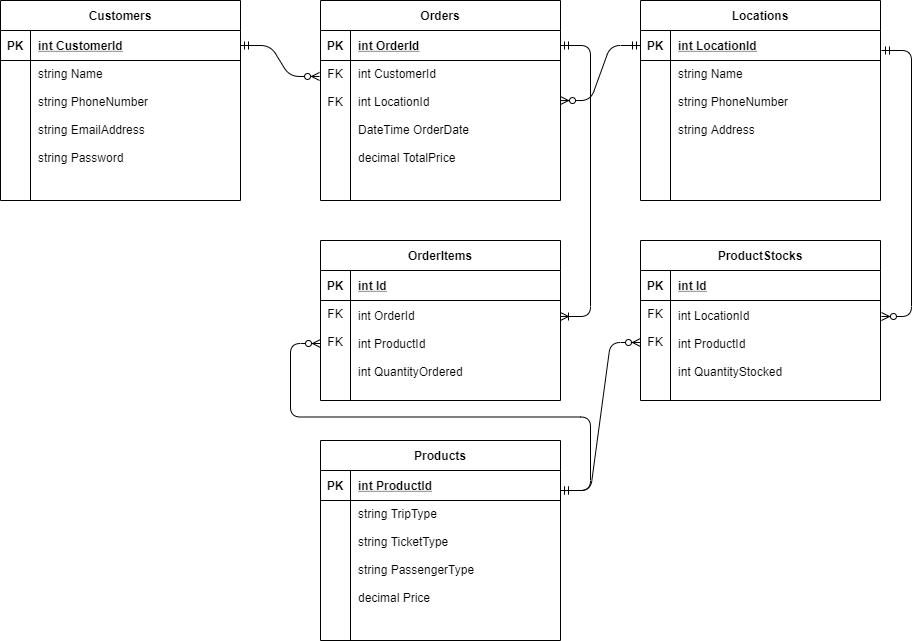 Customers
PK int CustomerId
string Name
string PhoneNumber
string EmailAddress
string Password
Orders
PK int OrderId
FK int CustomerId
FK int LocationId
DateTime OrderDate
decimal TotalPrice
Locations
PK int LocationId
string Name
string PhoneNumber
string Address
OrderItems
PK int Id
FK int OrderId
FK int ProductId
int QuantityOrdered
ProductStocks
PK int Id
FK int LocationId
FK int ProductId
int QuantityStocked
Products
PK int ProductId
string TripType
string TicketType
string PassengerType
decimal Price